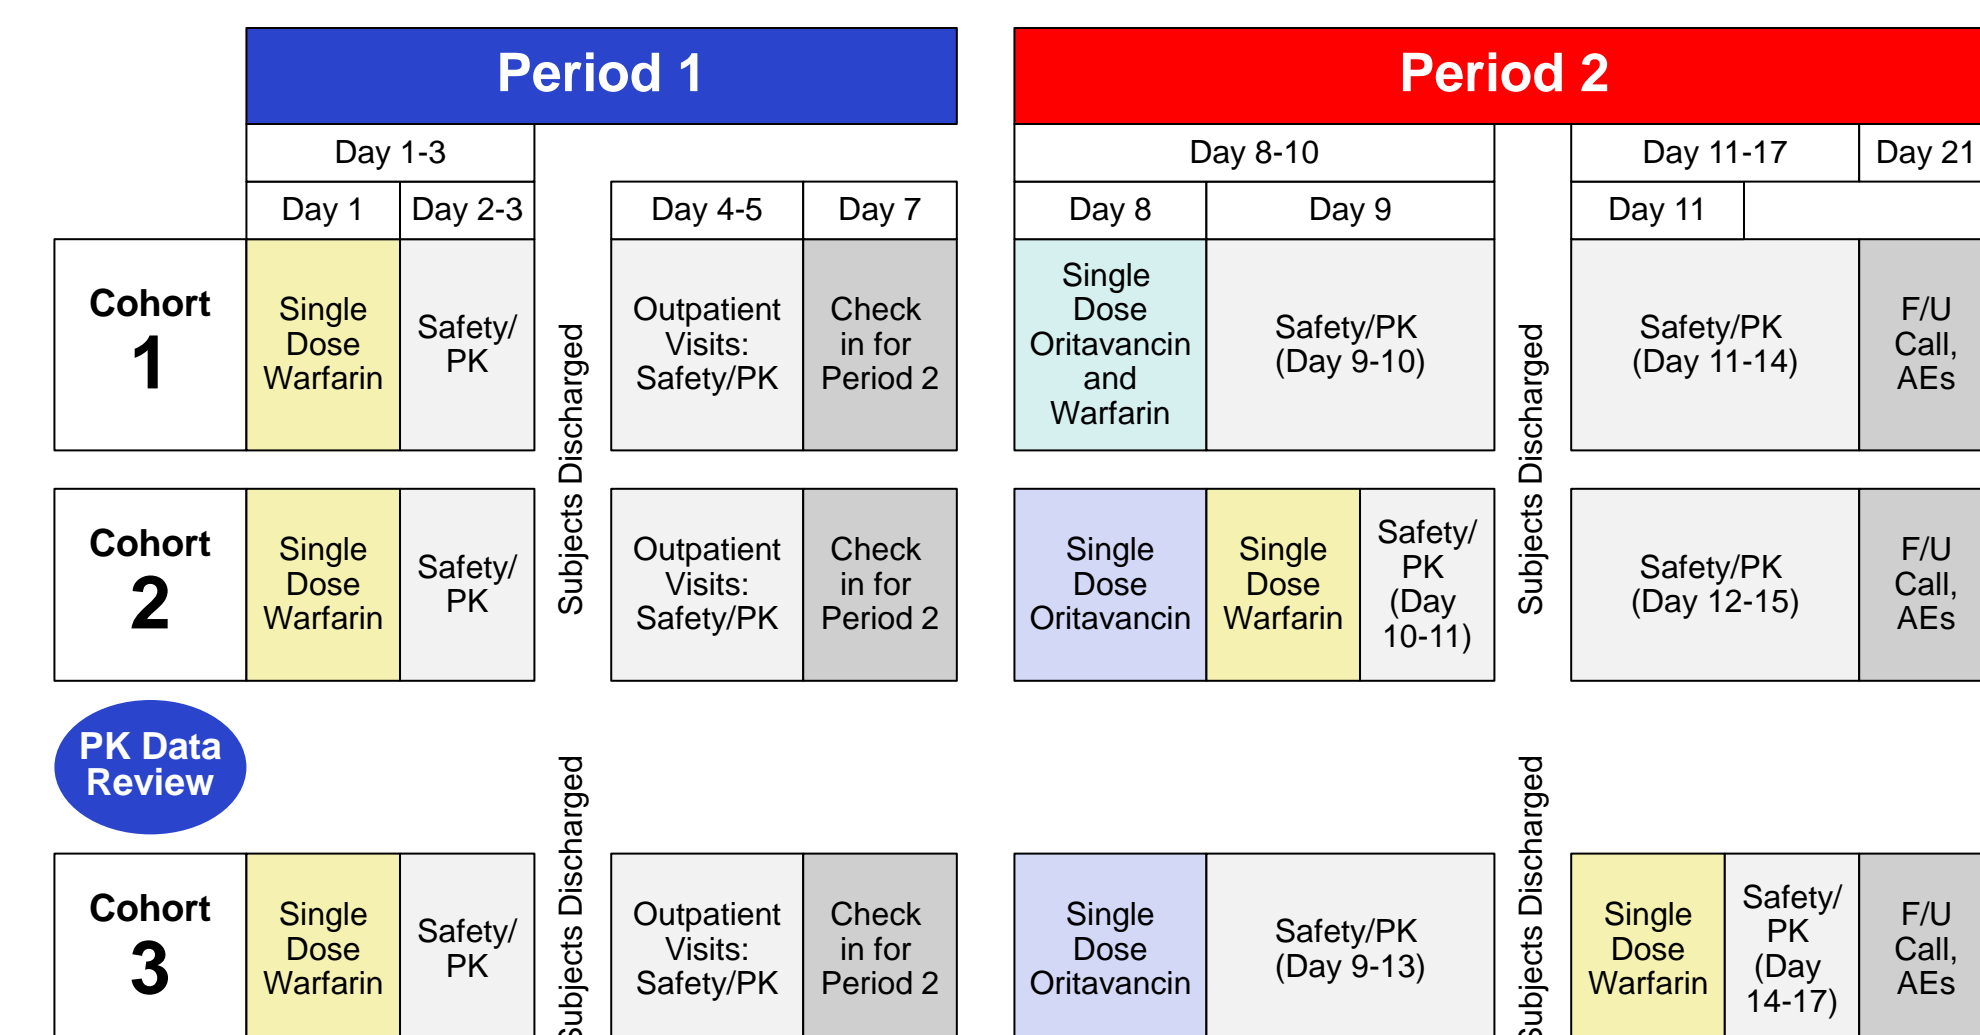 Period 1
Period 2
Day 1-3
Day 8-10
Day 11-17
Day 21
Day 1
Day 2-3
Day 4-5
Day 7
Day 8
Day 9
Day 11
Cohort
1
Single
Dose
Warfarin
Safety/
PK
Subjects Discharged
Outpatient
Visits:
Safety/PK
Check
in for
Period 2
Single
Dose
Oritavancin
and
Warfarin
Safety/PK
(Day 9-10)
Subjects Discharged
Safety/PK
(Day 11-14)
F/U
Call,
AEs
Cohort
2
Single
Dose
Warfarin
Safety/
PK
Outpatient
Visits:
Safety/PK
Check
in for
Period 2
Single
Dose
Oritavancin
Single
Dose
Warfarin
Safety/
PK
(Day
10-11)
Safety/PK
(Day 12-15)
F/U
Call,
AEs
PK Data
Review
Cohort
3
Single
Dose
Warfarin
Safety/
PK
Subjects Discharged
Outpatient
Visits:
Safety/PK
Check
in for
Period 2
Single
Dose
Oritavancin
Safety/PK
(Day 9-13)
Subjects Discharged
Single
Dose
Warfarin
Safety/
PK
(Day
14-17)
F/U
Call,
AEs